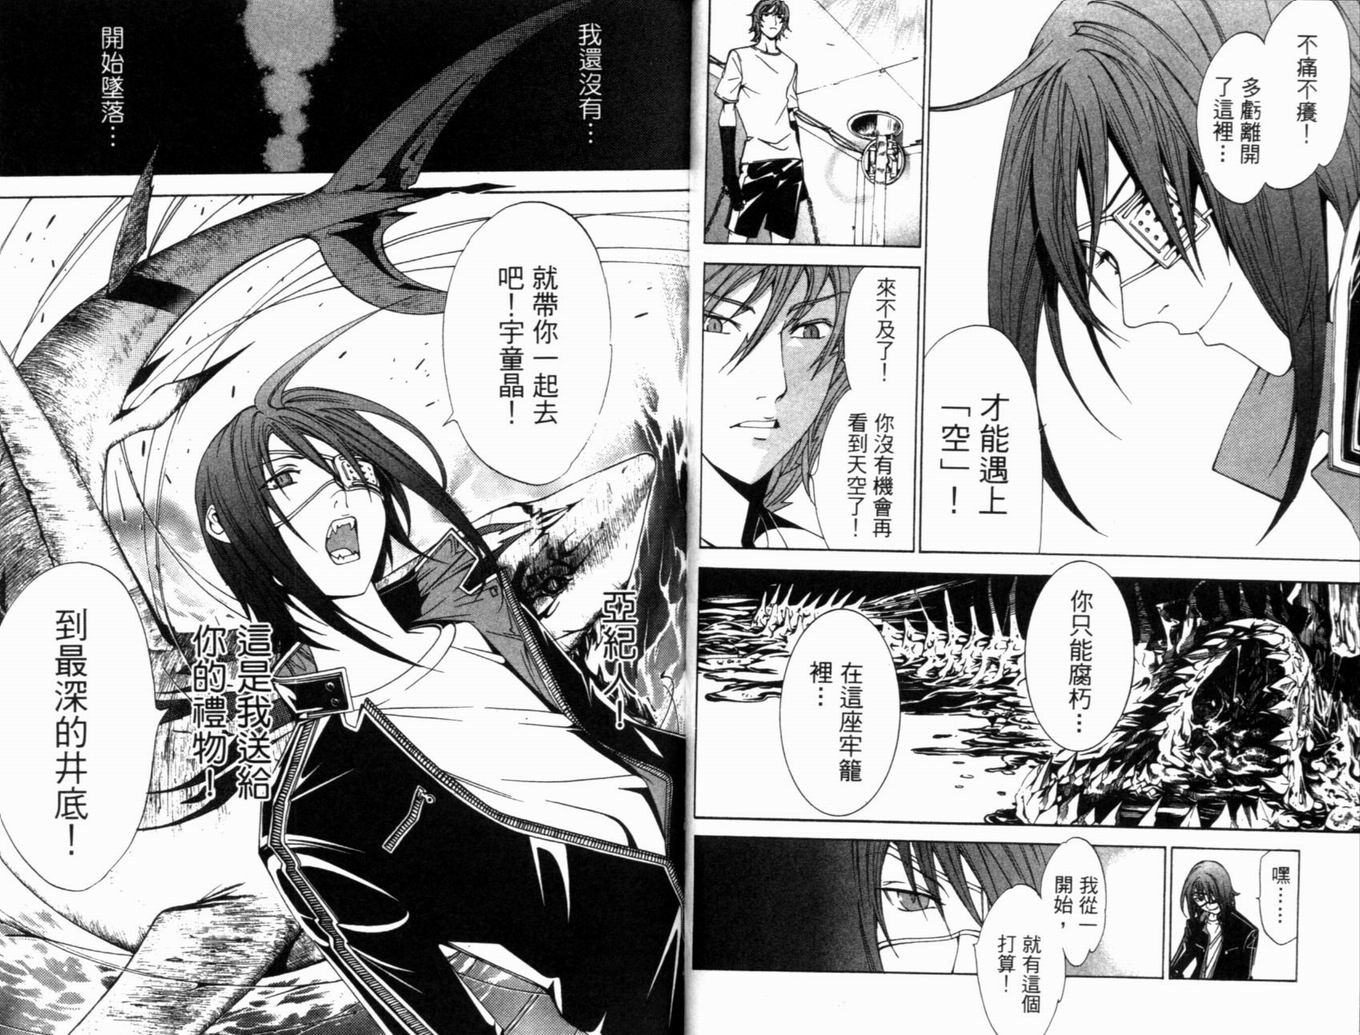 不痛不癢！
多虧離開
了這裡…
才能遇上
「空」！
來不及了！
你沒有機會再
看到天空了！
你只能腐朽…
在這座牢籠
裡…
嘿……
我從一
開始，
就有這個
打算！
我還沒有…
開始墜落…
就帶你一起去
吧！宇童晶！
亞紀人！
這是我送給
你的禮物！
到最深的井底！